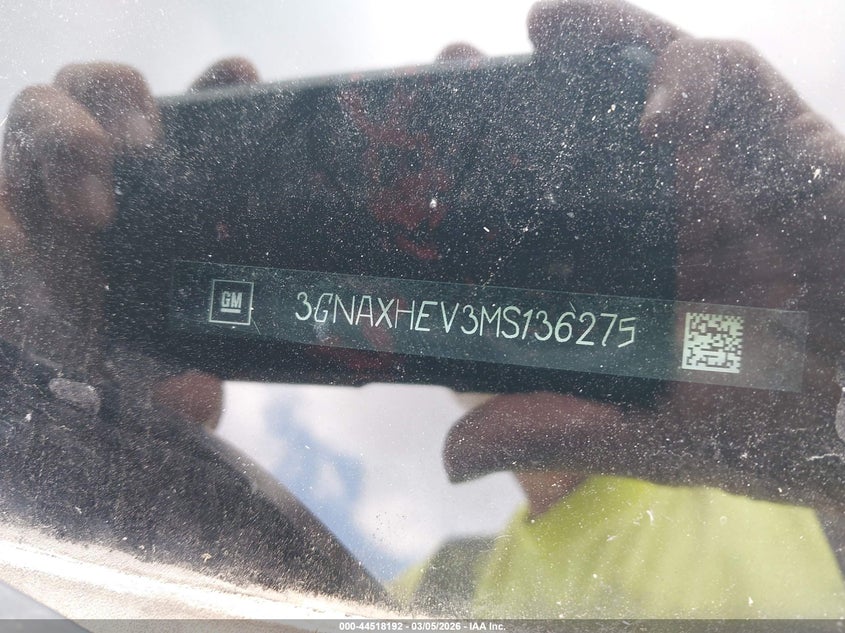 GM
3GNAXHEV3MS136275
000-44518192 - 03/05/2026 - IAA Inc.